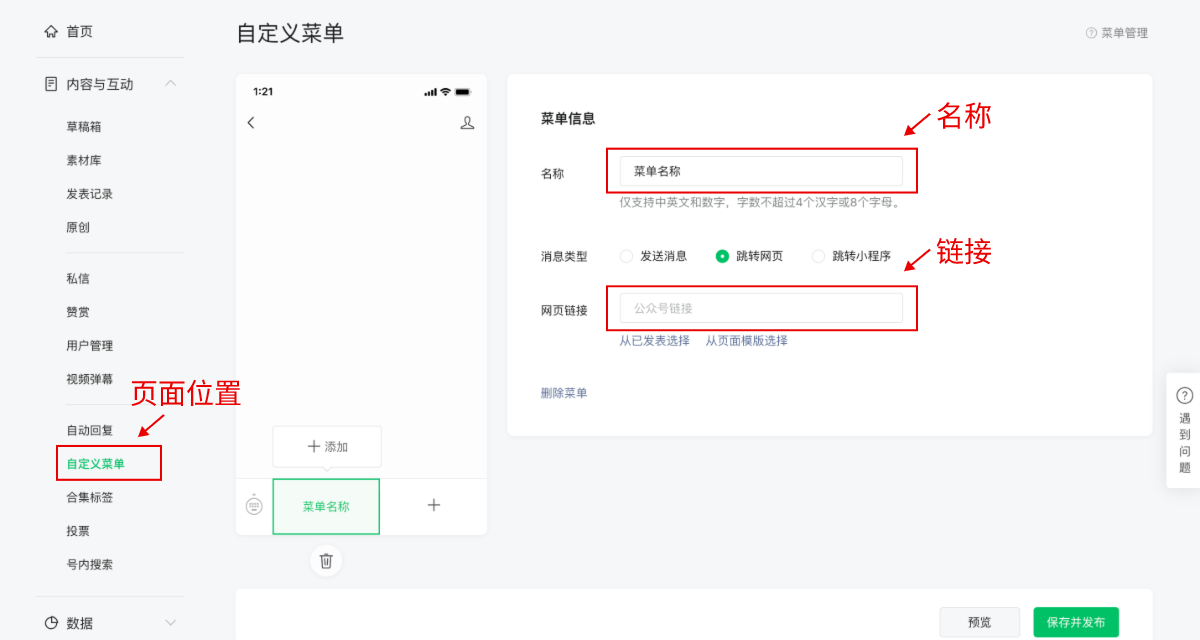 首页
内容与互动
草稿箱
素材库
发表记录
原创
私信
赞赏
用户管理
视频弹幕
页面位置
自动回复
自定义菜单
合集标签
投票
号内搜索
数据
自定义菜单
菜单管理
1:21
添加
菜单名称
菜单信息
名称
名称
菜单名称
仅支持中英文和数字，字数不超过4个汉字或8个字母。
消息类型
发送消息
跳转网页
跳转小程序
链接
网页链接
公众号链接
从已发表选择 从页面模版选择
删除菜单
遇到问题
预览
保存并发布